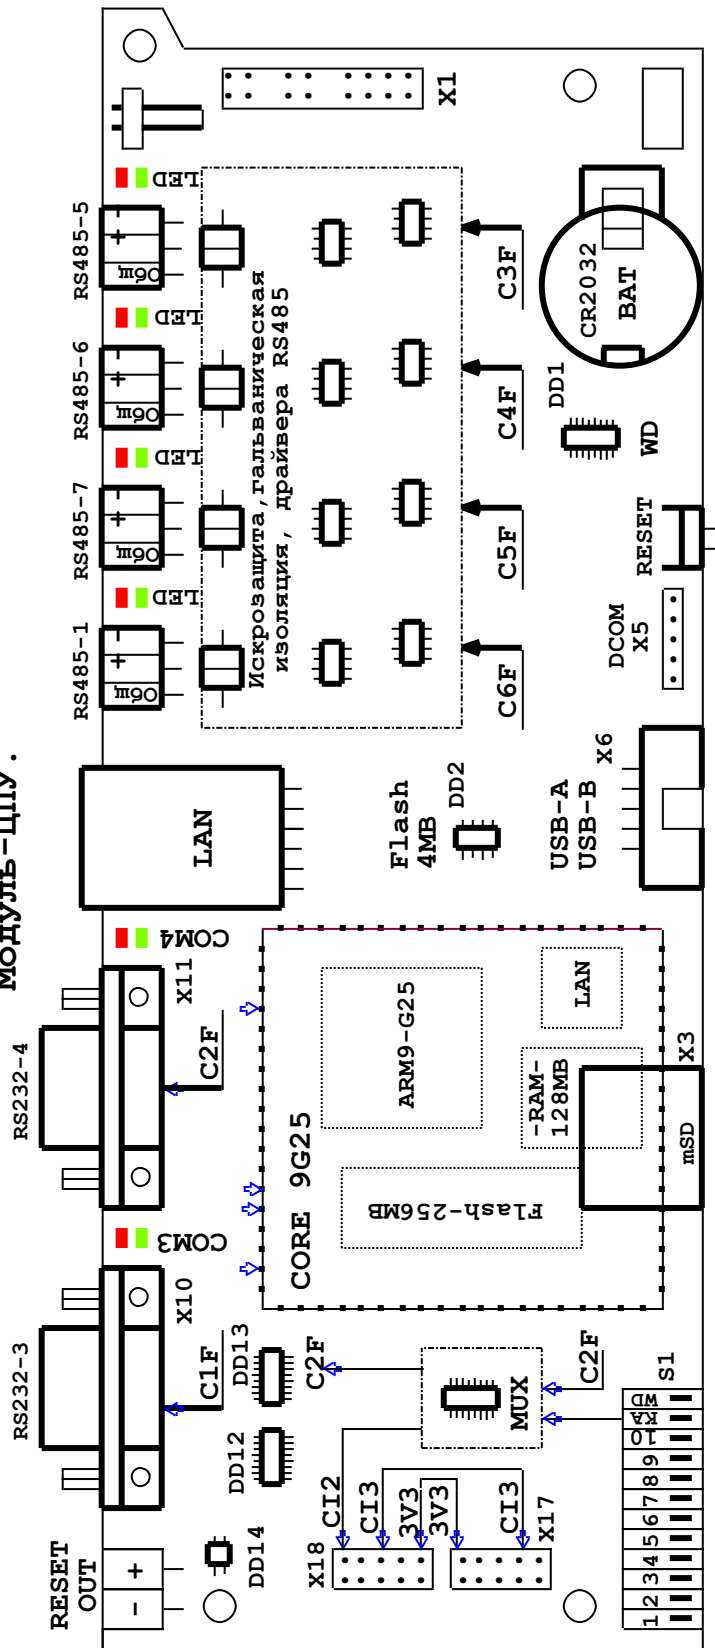 МОДУЛЬ-ЦПУ.
X1
LED
RS485-5
+
Общ
LED
RS485-6
+
Общ
LED
RS485-7
+
Общ
LED
RS485-1
+
Общ
Искрозащита, гальваническая
изоляция, драйвера RS485
C3F
C4F
C5F
C6F
CR2032
BAT
DD1
WD
RESET
DCOM
X5
X6
USB-A
USB-B
Flash
4MB
DD2
LAN
COM4
X11
RS232-4
C2F
COM3
X10
RS232-3
C1F
CORE 9G25
ARM9-G25
LAN
-RAM-
128MB
Flash-256MB
mSD
X3
DD13
DD12
DD14
C2F
MUX
C2F
S1
CI2
CI3
3V3
3V3
CI3
X18
X17
RESET
OUT
- +
1 2 3 4 5 6 7 8 9 10 KA WD